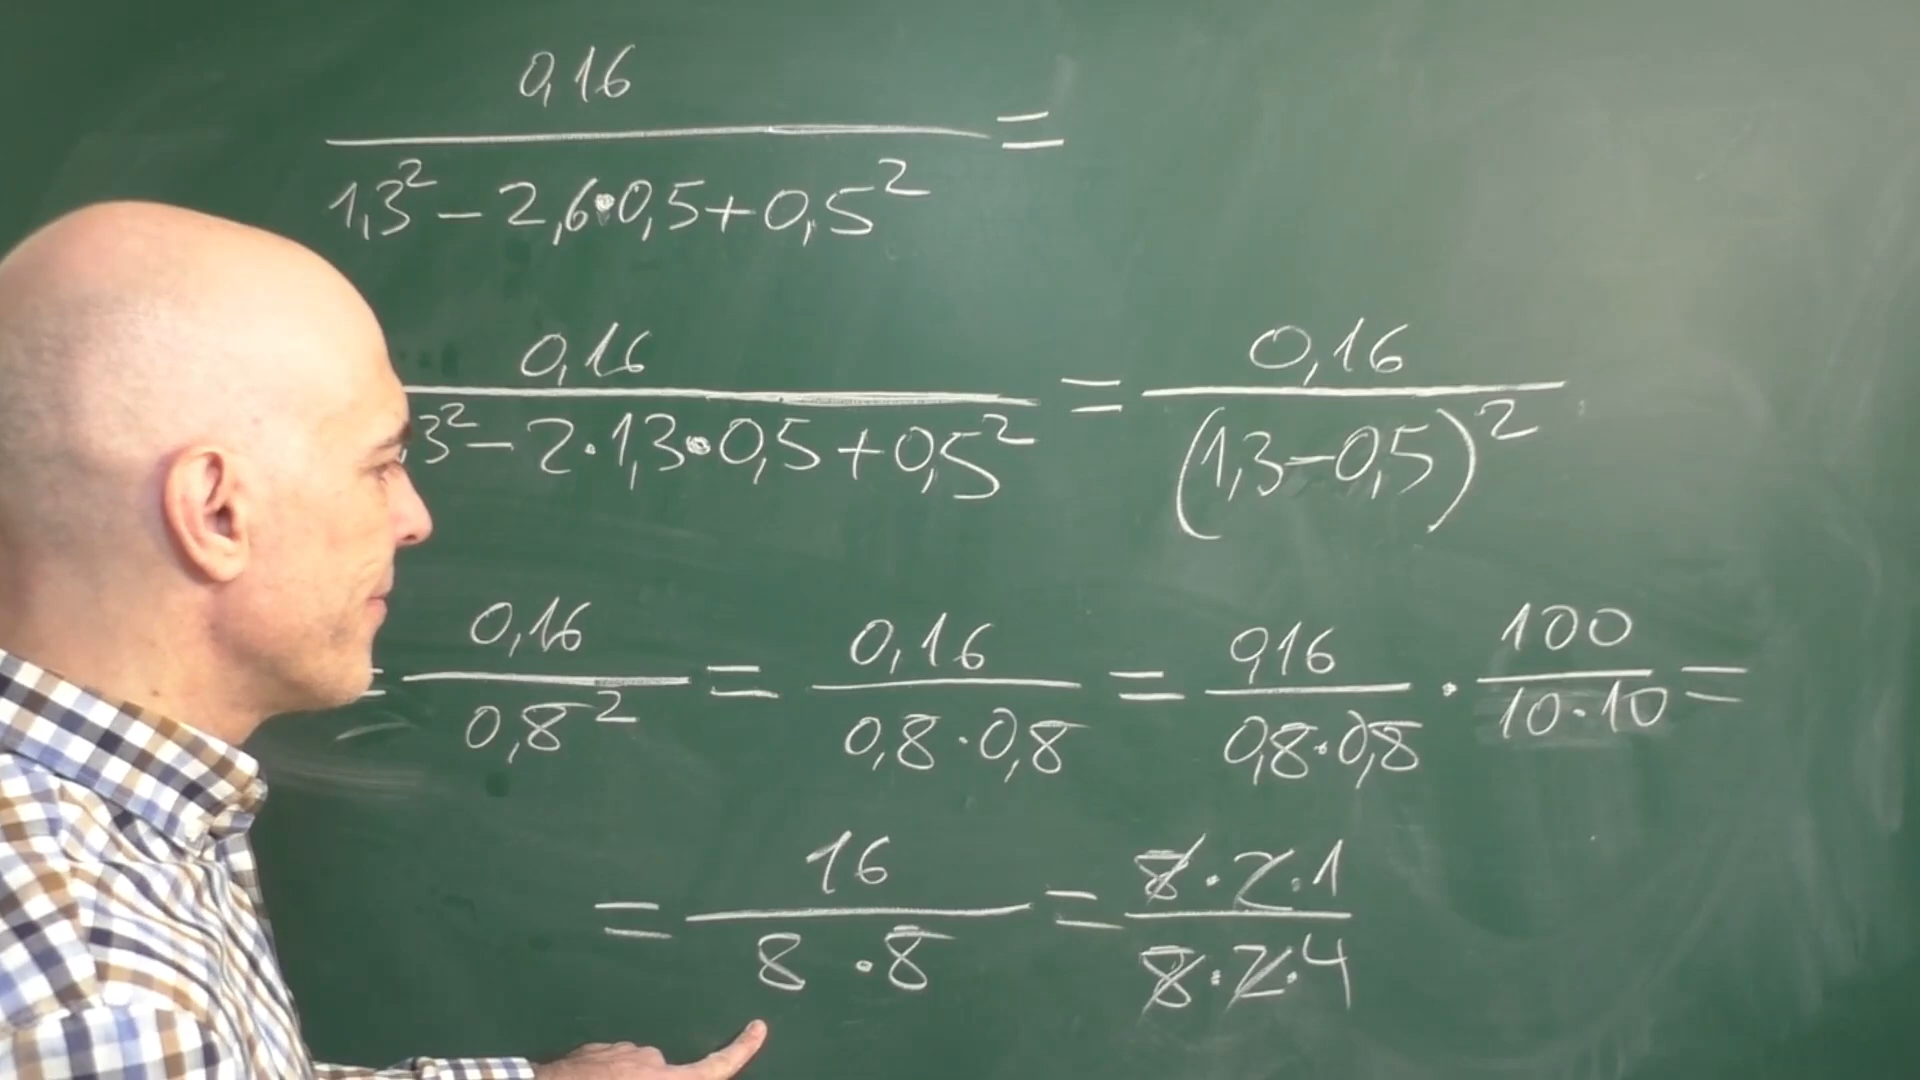 0,16
1,3² – 2,6·0,5+0,5² =
0,16 = 0,16
,3² – 2·1,3·0,5+0,5² (1,3–0,5)²
= 0,16 = 0,16 = 0,16 · 100 =
0,8² 0,8·0,8 0,8·0,8 10·10
= 16 = 8·2·1
8·8 8·2·4